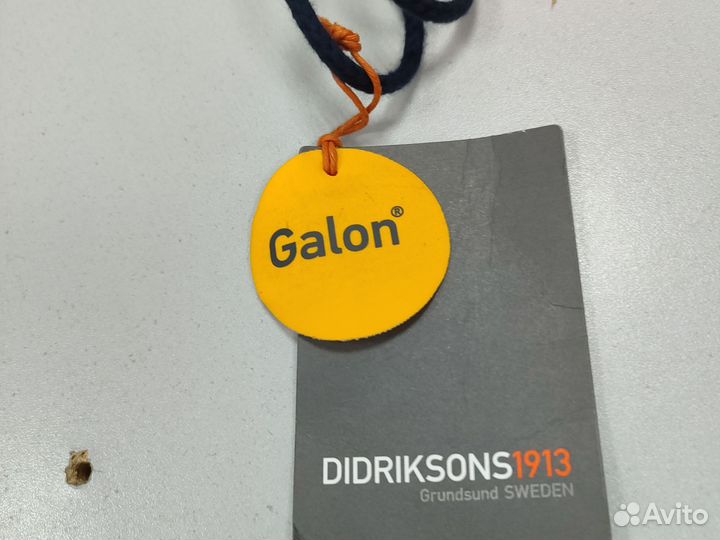 Galon®
DIDRIKSONS1913
Grundsund SWEDEN
Avito